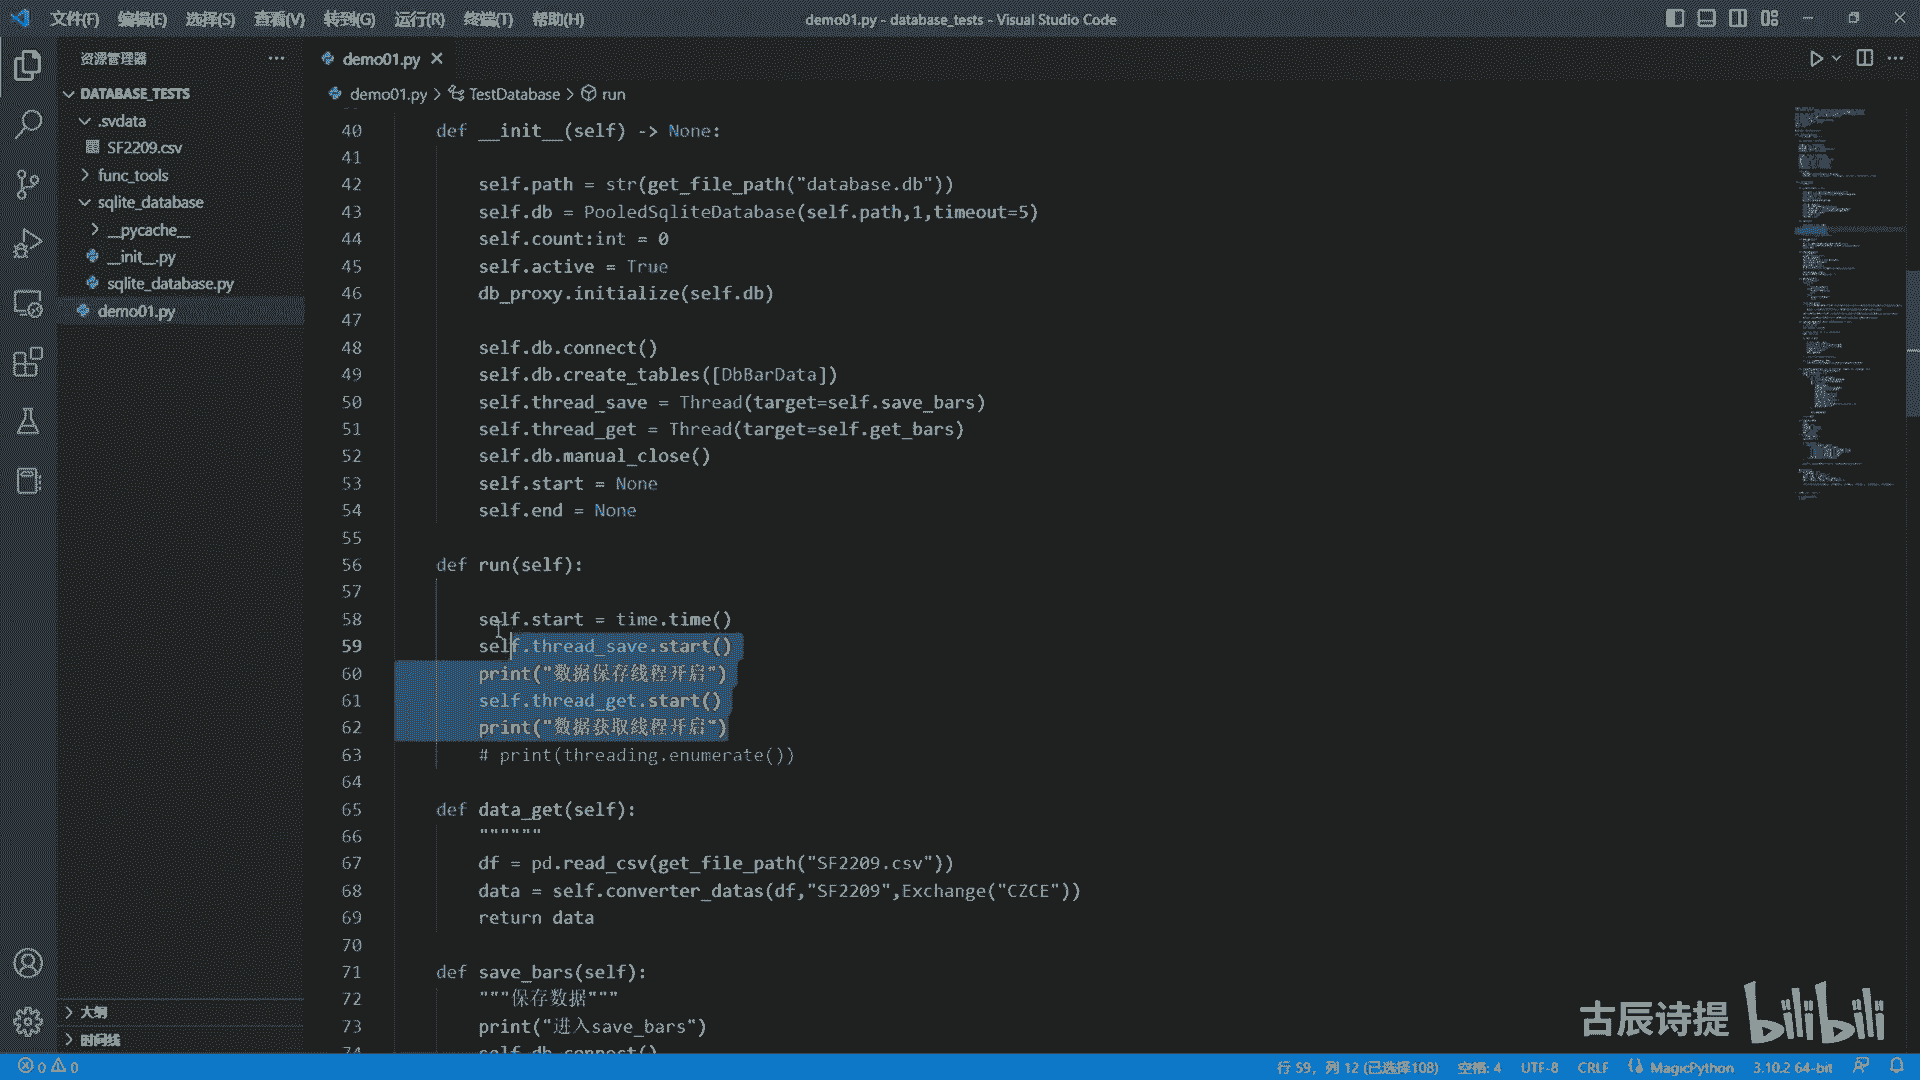 文件(F) 编辑(E) 选择(S) 查看(V) 转到(G) 运行(R) 终端(T) 帮助(H)
demo01.py - database_tests - Visual Studio Code
资源管理器
DATABASE_TESTS
.svdata
SF2209.csv
func_tools
sqlite_database
__pycache__
__init__.py
sqlite_database.py
demo01.py
大纲
时间线
demo01.py
demo01.py > TestDatabase > run
40 def __init__(self) -> None:
41
42 self.path = str(get_file_path("database.db"))
43 self.db = PooledSqliteDatabase(self.path,1,timeout=5)
44 self.count:int = 0
45 self.active = True
46 db_proxy.initialize(self.db)
47
48 self.db.connect()
49 self.db.create_tables([DbBarData])
50 self.thread_save = Thread(target=self.save_bars)
51 self.thread_get = Thread(target=self.get_bars)
52 self.db.manual_close()
53 self.start = None
54 self.end = None
55
56 def run(self):
57
58 self.start = time.time()
59 self.thread_save.start()
60 print("数据保存线程开启")
61 self.thread_get.start()
62 print("数据获取线程开启")
63 # print(threading.enumerate())
64
65 def data_get(self):
66 """"""
67 df = pd.read_csv(get_file_path("SF2209.csv"))
68 data = self.converter_datas(df,"SF2209",Exchange("CZCE"))
69 return data
70
71 def save_bars(self):
72 """保存数据"""
73 print("进入save_bars")
74 self.db.connect()
古辰诗提 bilibili
0 0
行 59，列 12 (已选择108) 空格: 4 UTF-8 CRLF MagicPython 3.10.2 64-bit